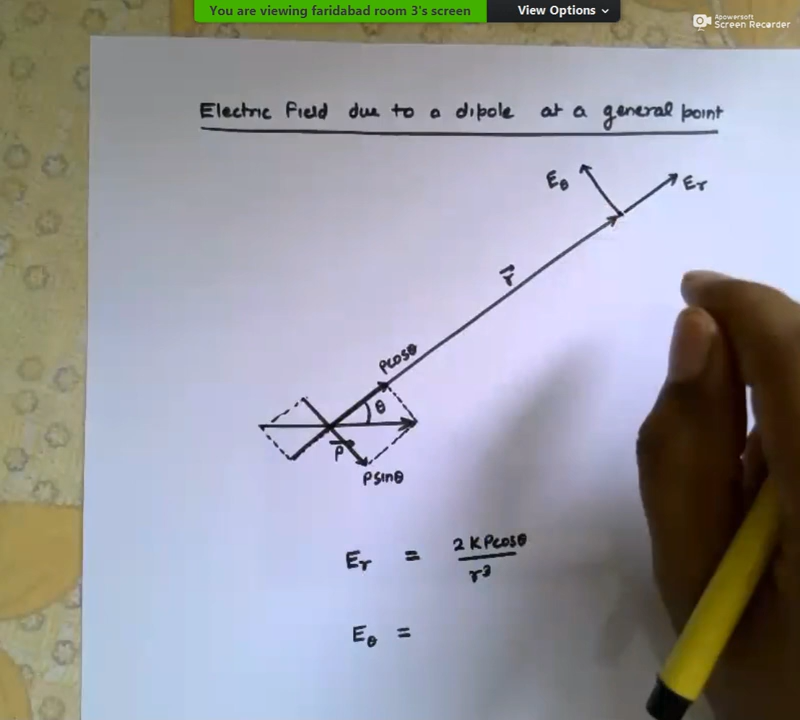 You are viewing faridabad room 3's screen
View Options
Apowersoft
Screen Recorder
Electric Field due to a dipole at a general point
Eθ
Er
r⃗
Pcosθ
θ
P⃗
Psinθ
Er = 2KPcosθ / r³
Eθ =